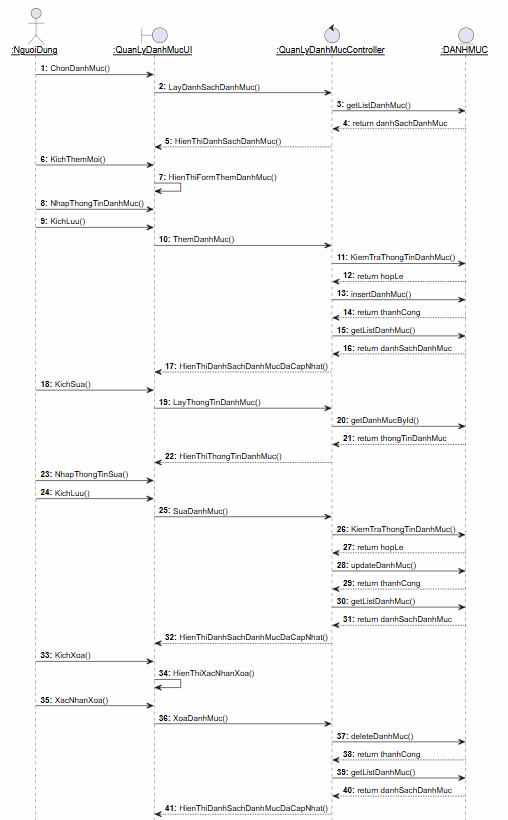 :NguoiDung :QuanLyDanhMucUI :QuanLyDanhMucController :DANHMUC
1: ChonDanhMuc()
2: LayDanhSachDanhMuc()
3: getListDanhMuc()
4: return danhSachDanhMuc
5: HienThiDanhSachDanhMuc()
6: KichThemMoi()
7: HienThiFormThemDanhMuc()
8: NhapThongTinDanhMuc()
9: KichLuu()
10: ThemDanhMuc()
11: KiemTraThongTinDanhMuc()
12: return hopLe
13: insertDanhMuc()
14: return thanhCong
15: getListDanhMuc()
16: return danhSachDanhMuc
17: HienThiDanhSachDanhMucDaCapNhat()
18: KichSua()
19: LayThongTinDanhMuc()
20: getDanhMucById()
21: return thongTinDanhMuc
22: HienThiThongTinDanhMuc()
23: NhapThongTinSua()
24: KichLuu()
25: SuaDanhMuc()
26: KiemTraThongTinDanhMuc()
27: return hopLe
28: updateDanhMuc()
29: return thanhCong
30: getListDanhMuc()
31: return danhSachDanhMuc
32: HienThiDanhSachDanhMucDaCapNhat()
33: KichXoa()
34: HienThiXacNhanXoa()
35: XacNhanXoa()
36: XoaDanhMuc()
37: deleteDanhMuc()
38: return thanhCong
39: getListDanhMuc()
40: return danhSachDanhMuc
41: HienThiDanhSachDanhMucDaCapNhat()